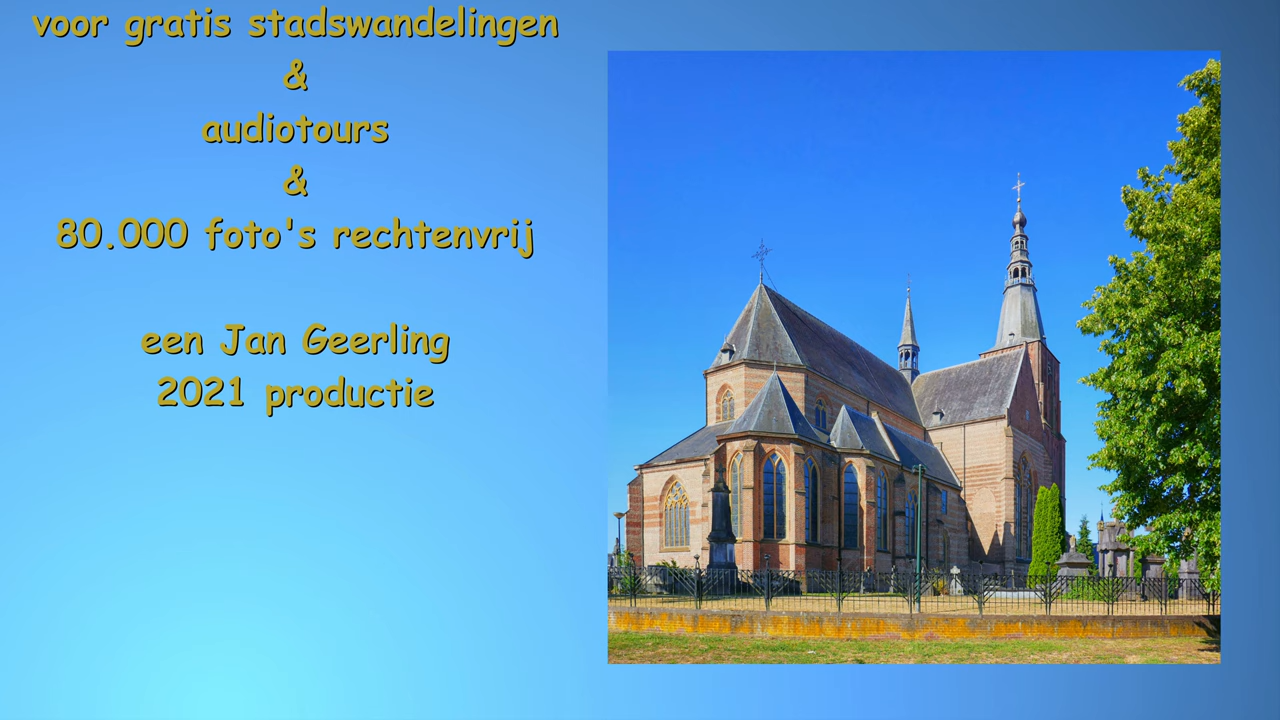 voor gratis stadswandelingen
&
audiotours
&
80.000 foto's rechtenvrij
een Jan Geerling
2021 productie